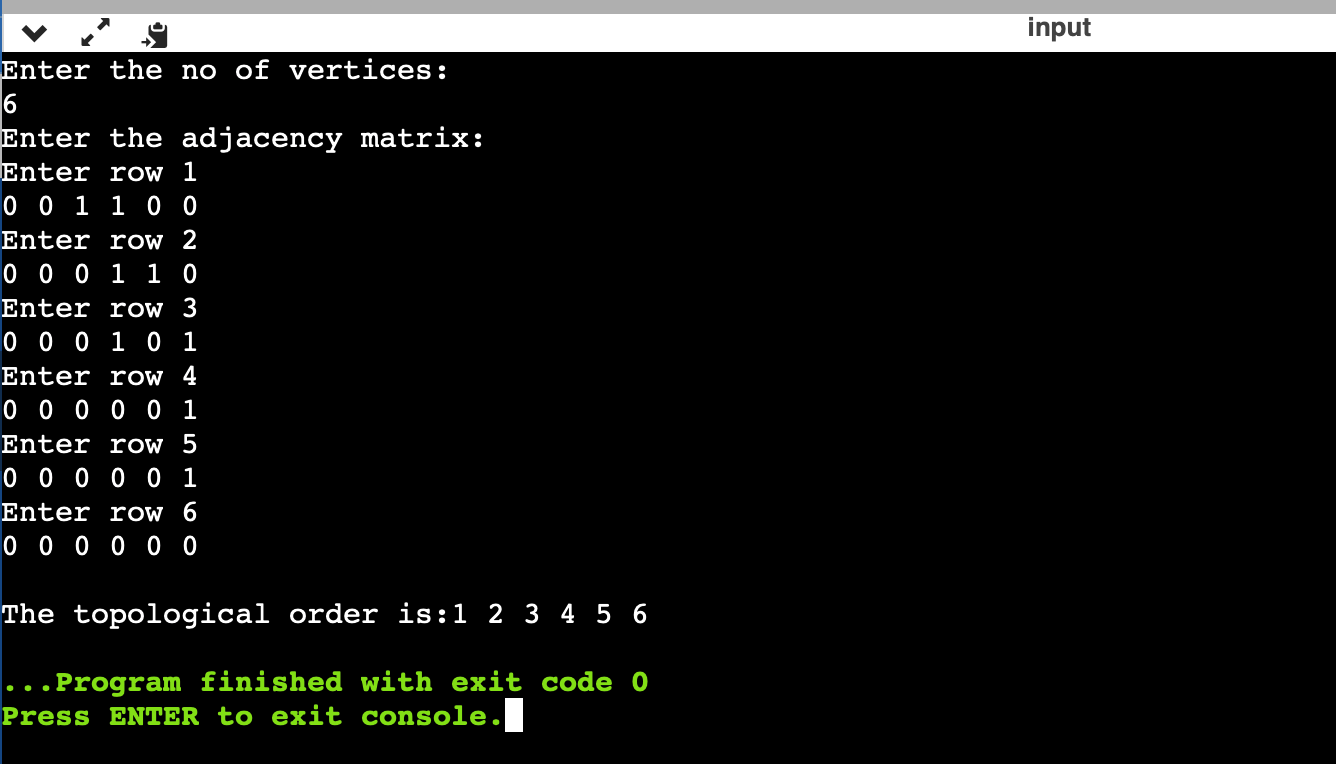 input
Enter the no of vertices:
6
Enter the adjacency matrix:
Enter row 1
0 0 1 1 0 0
Enter row 2
0 0 0 1 1 0
Enter row 3
0 0 0 1 0 1
Enter row 4
0 0 0 0 0 1
Enter row 5
0 0 0 0 0 1
Enter row 6
0 0 0 0 0 0
The topological order is:1 2 3 4 5 6
...Program finished with exit code 0
Press ENTER to exit console.